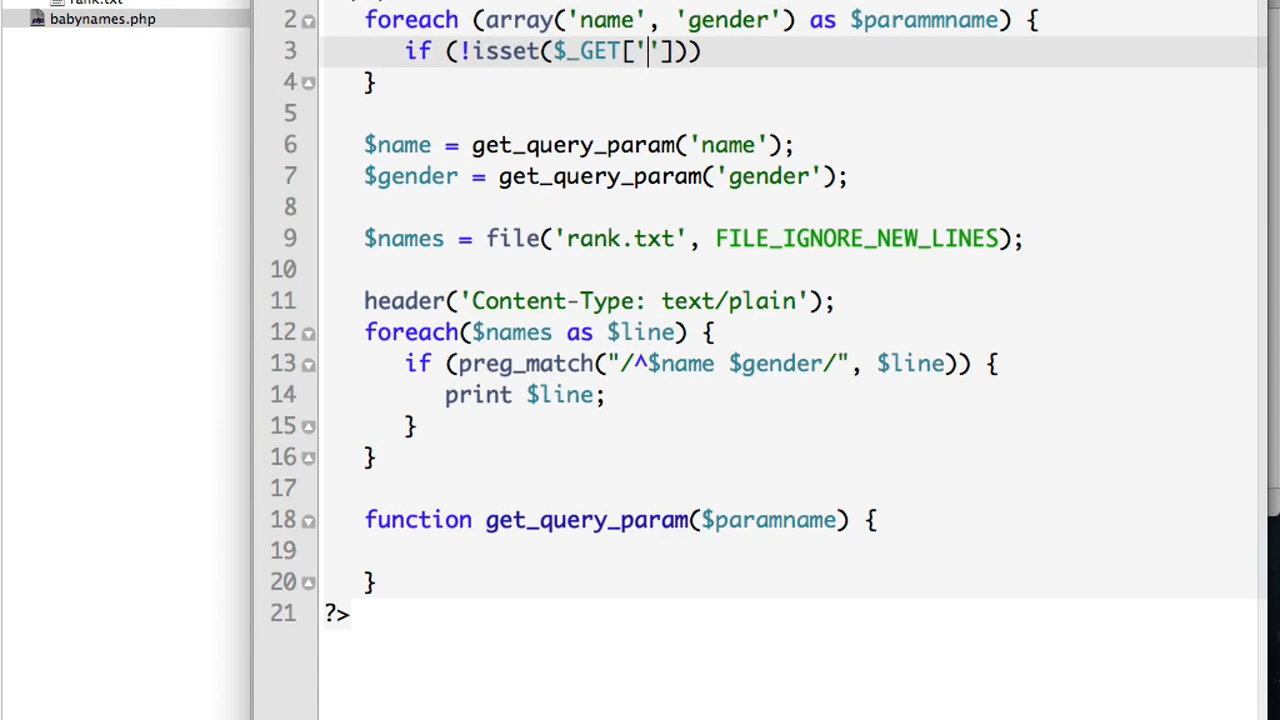 rank.txt
babynames.php
2 foreach (array('name', 'gender') as $parammname) {
3 if (!isset($_GET['']))
4 }
5
6 $name = get_query_param('name');
7 $gender = get_query_param('gender');
8
9 $names = file('rank.txt', FILE_IGNORE_NEW_LINES);
10
11 header('Content-Type: text/plain');
12 foreach($names as $line) {
13 if (preg_match("/^$name $gender/", $line)) {
14 print $line;
15 }
16 }
17
18 function get_query_param($paramname) {
19
20 }
21 ?>